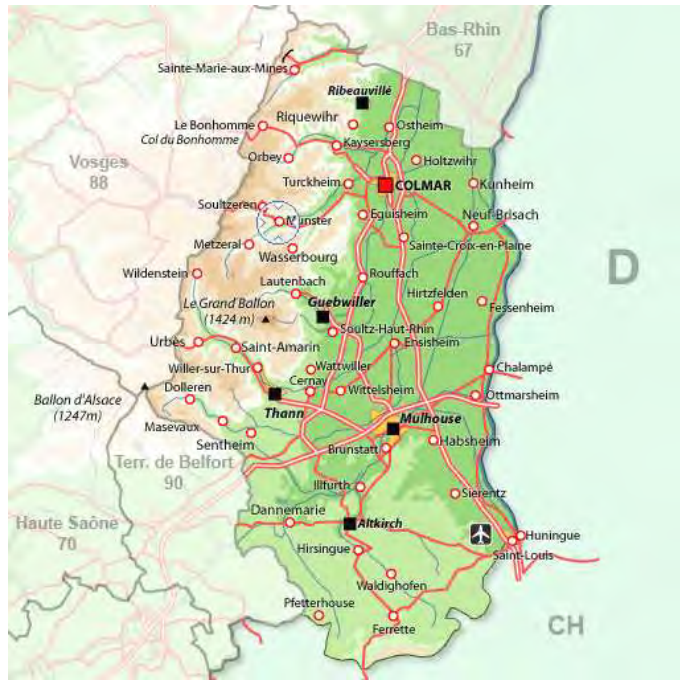 Bas-Rhin
67
Sainte-Marie-aux-Mines
Ribeauvillé
Riquewihr
Ostheim
Le Bonhomme
Col du Bonhomme
Kaysersberg
Orbey
Holtzwihr
Vosges
88
Turckheim
COLMAR
Kunheim
Soultzeren
Munster
Eguisheim
Neuf-Brisach
Metzeral
Wasserbourg
Sainte-Croix-en-Plaine
D
Wildenstein
Rouffach
Lautenbach
Hirtzfelden
Le Grand Ballon
(1424 m)
Guebwiller
Fessenheim
Soultz-Haut-Rhin
Urbès
Saint-Amarin
Ensisheim
Willer-sur-Thur
Wattwiller
Chalampé
Dolleren
Cernay
Wittelsheim
Ottmarsheim
Ballon d'Alsace
(1247m)
Thann
Mulhouse
Masevaux
Sentheim
Habsheim
Brunstatt
Terr. de Belfort
90
Illfurth
Sierentz
Dannemarie
Altkirch
Haute Saône
70
Huningue
Hirsingue
Saint-Louis
Waldighofen
Pfetterhouse
Ferrette
CH